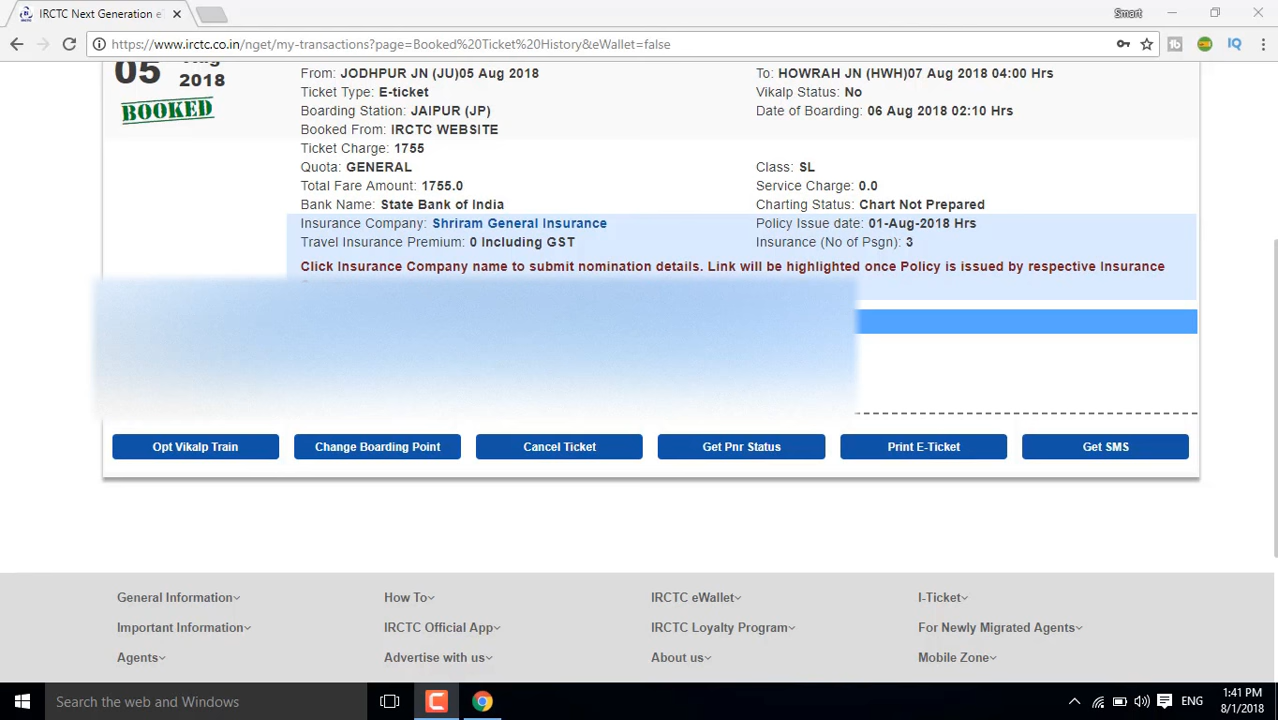 IRCTC Next Generation e
Smart
https://www.irctc.co.in/nget/my-transactions?page=Booked%20Ticket%20History&eWallet=false
05
2018
BOOKED
From: JODHPUR JN (JU)05 Aug 2018
To: HOWRAH JN (HWH)07 Aug 2018 04:00 Hrs
Ticket Type: E-ticket
Vikalp Status: No
Boarding Station: JAIPUR (JP)
Date of Boarding: 06 Aug 2018 02:10 Hrs
Booked From: IRCTC WEBSITE
Ticket Charge: 1755
Quota: GENERAL
Class: SL
Total Fare Amount: 1755.0
Service Charge: 0.0
Bank Name: State Bank of India
Charting Status: Chart Not Prepared
Insurance Company: Shriram General Insurance
Policy Issue date: 01-Aug-2018 Hrs
Travel Insurance Premium: 0 Including GST
Insurance (No of Psgn): 3
Click Insurance Company name to submit nomination details. Link will be highlighted once Policy is issued by respective Insurance
Opt Vikalp Train
Change Boarding Point
Cancel Ticket
Get Pnr Status
Print E-Ticket
Get SMS
General Information
How To
IRCTC eWallet
I-Ticket
Important Information
IRCTC Official App
IRCTC Loyalty Program
For Newly Migrated Agents
Agents
Advertise with us
About us
Mobile Zone
Search the web and Windows
ENG
1:41 PM
8/1/2018